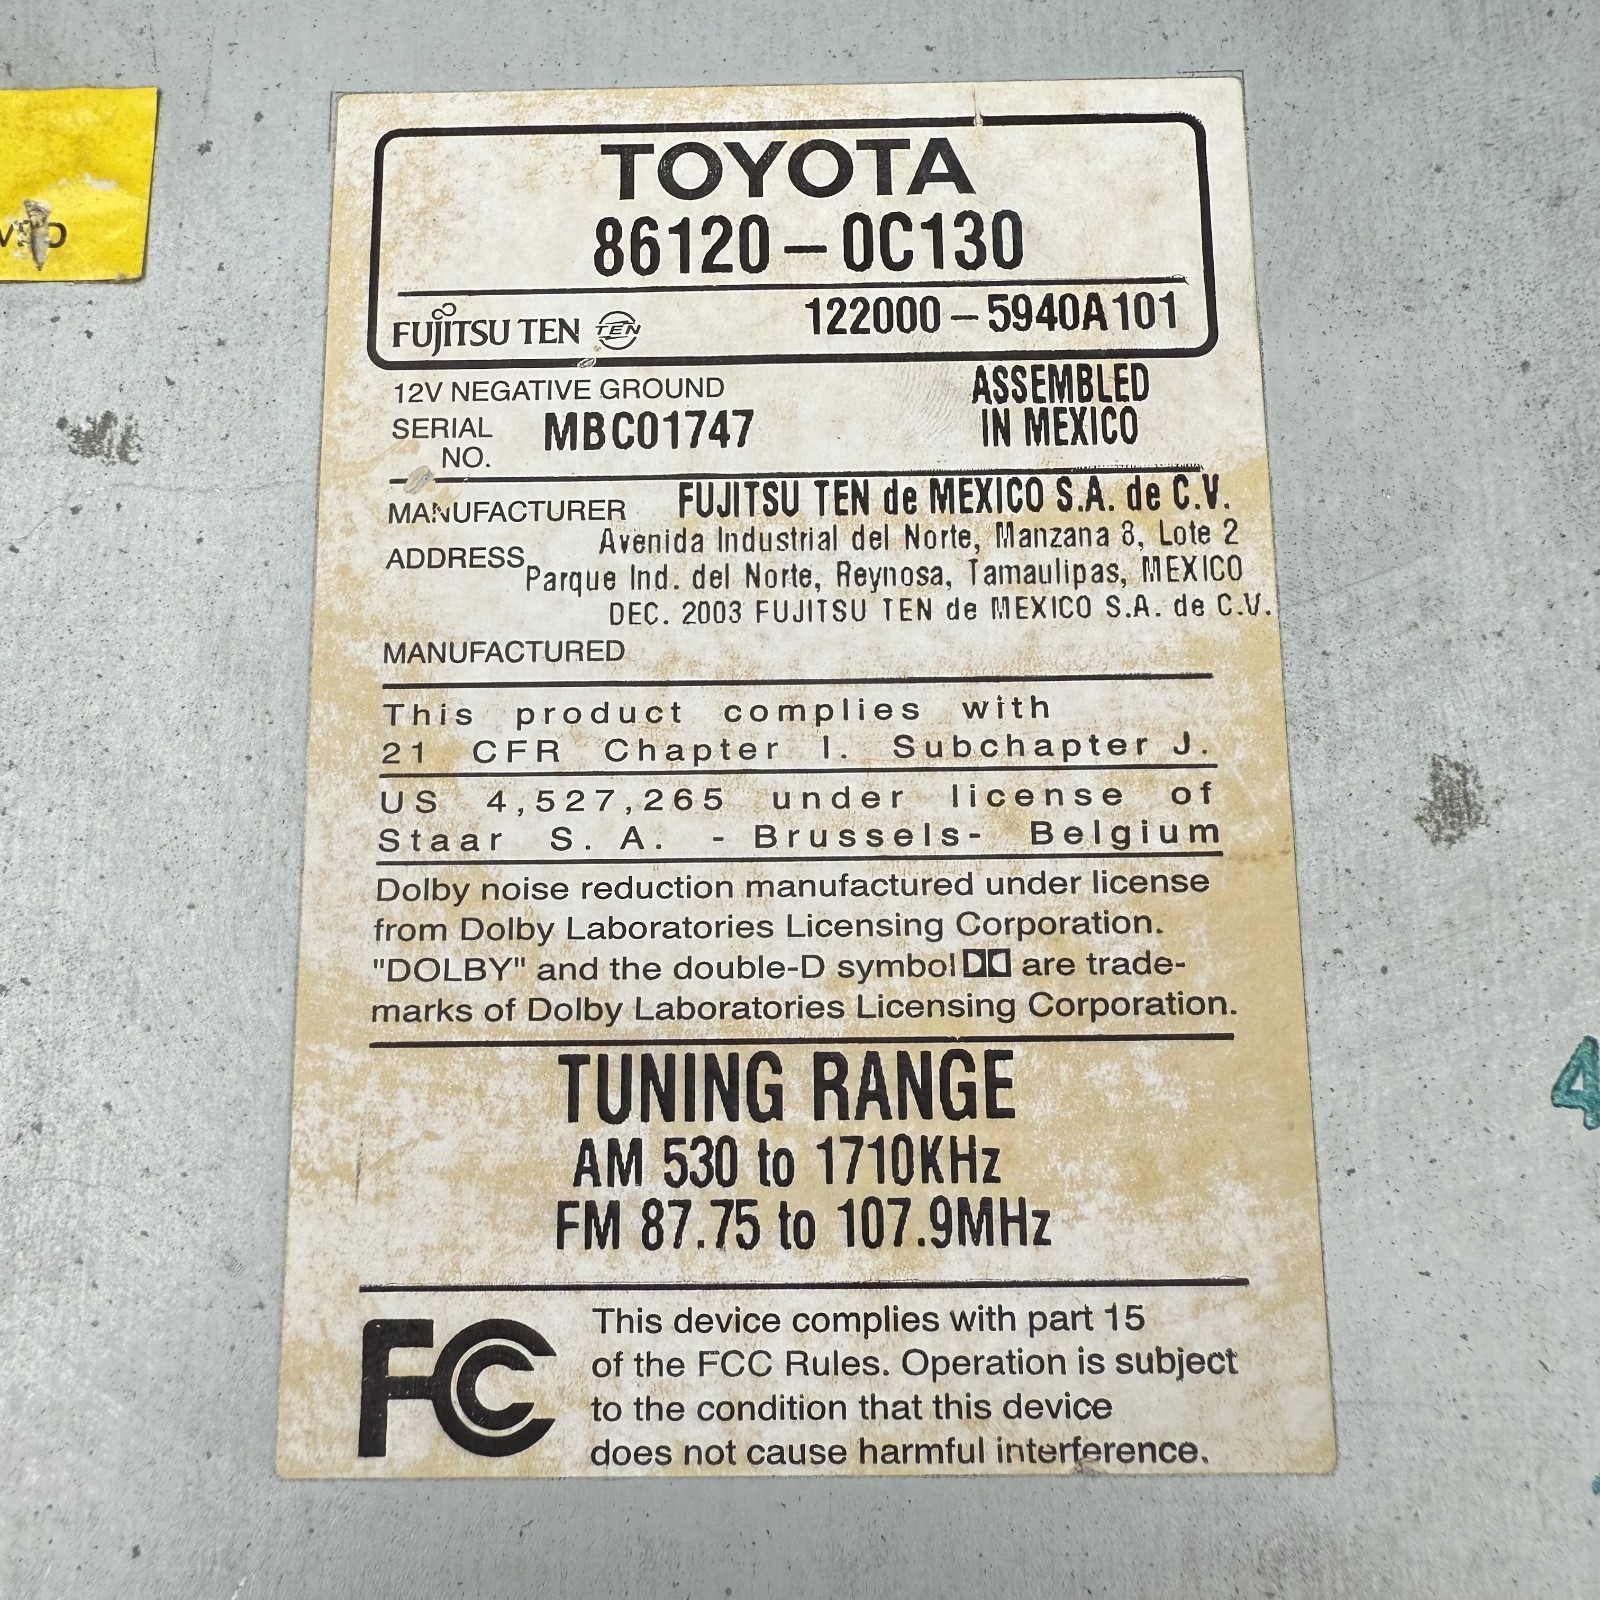 TOYOTA
86120-0C130
FUJITSU TEN TEN 122000-5940A101
12V NEGATIVE GROUND
ASSEMBLED
IN MEXICO
SERIAL
NO. MBC01747
MANUFACTURER FUJITSU TEN de MEXICO S.A. de C.V.
ADDRESS Avenida Industrial del Norte, Manzana 8, Lote 2
Parque Ind. del Norte, Reynosa, Tamaulipas, MEXICO
DEC. 2003 FUJITSU TEN de MEXICO S.A. de C.V.
MANUFACTURED
This product complies with
21 CFR Chapter I. Subchapter J.
US 4,527,265 under license of
Staar S. A. - Brussels- Belgium
Dolby noise reduction manufactured under license
from Dolby Laboratories Licensing Corporation.
"DOLBY" and the double-D symbol are trade-
marks of Dolby Laboratories Licensing Corporation.
TUNING RANGE
AM 530 to 1710KHz
FM 87.75 to 107.9MHz
FC
This device complies with part 15
of the FCC Rules. Operation is subject
to the condition that this device
does not cause harmful interference.
4